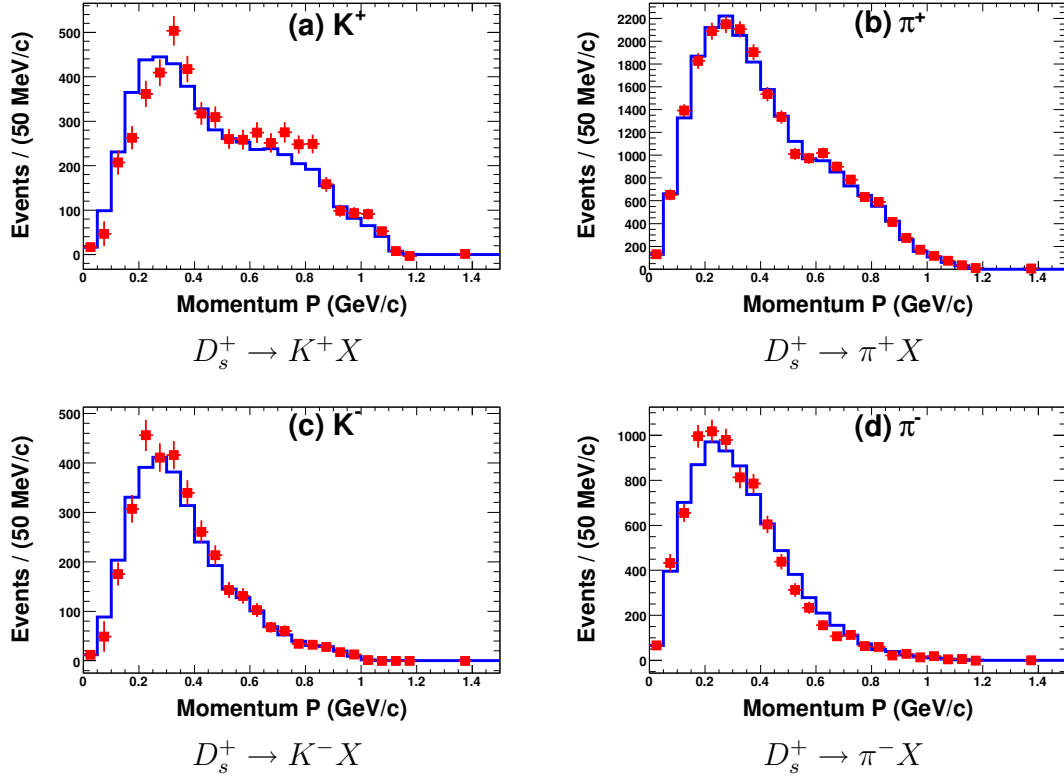 (a) K⁺
Events / (50 MeV/c)
500
400
300
200
100
0
0 0.2 0.4 0.6 0.8 1 1.2 1.4
Momentum P (GeV/c)
D_s^+ → K^+ X
(b) π⁺
Events / (50 MeV/c)
2200
2000
1800
1600
1400
1200
1000
800
600
400
200
0
0 0.2 0.4 0.6 0.8 1 1.2 1.4
Momentum P (GeV/c)
D_s^+ → π^+ X
(c) K⁻
Events / (50 MeV/c)
500
400
300
200
100
0
0 0.2 0.4 0.6 0.8 1 1.2 1.4
Momentum P (GeV/c)
D_s^+ → K^- X
(d) π⁻
Events / (50 MeV/c)
1000
800
600
400
200
0
0 0.2 0.4 0.6 0.8 1 1.2 1.4
Momentum P (GeV/c)
D_s^+ → π^- X